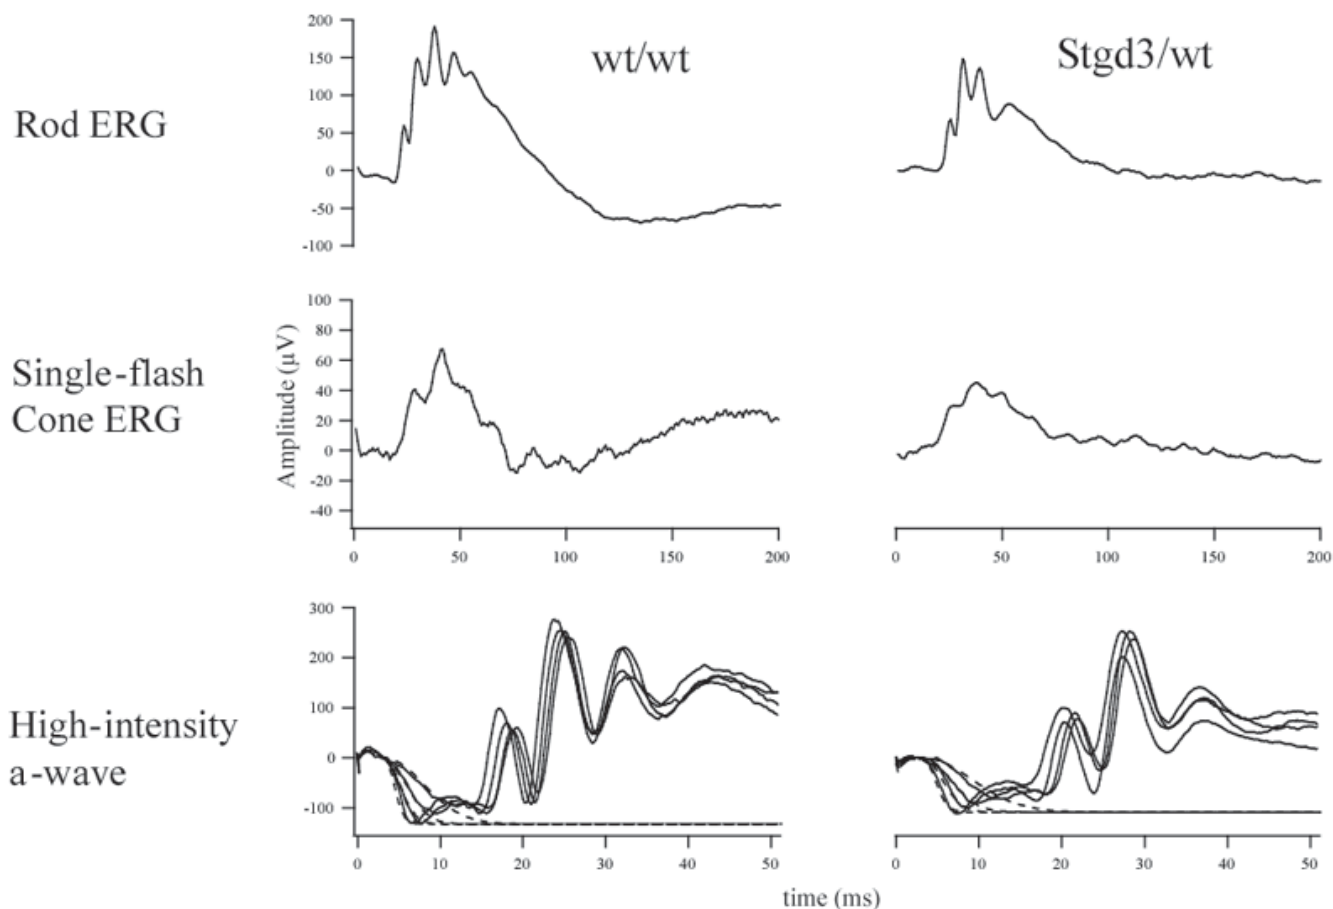 wt/wt
Stgd3/wt
Rod ERG
200
150
100
50
0
-50
-100
Single-flash
Cone ERG
Amplitude (µV)
100
80
60
40
20
0
-20
-40
0 50 100 150 200
0 50 100 150 200
High-intensity
a-wave
300
200
100
0
-100
0 10 20 30 40 50
0 10 20 30 40 50
time (ms)